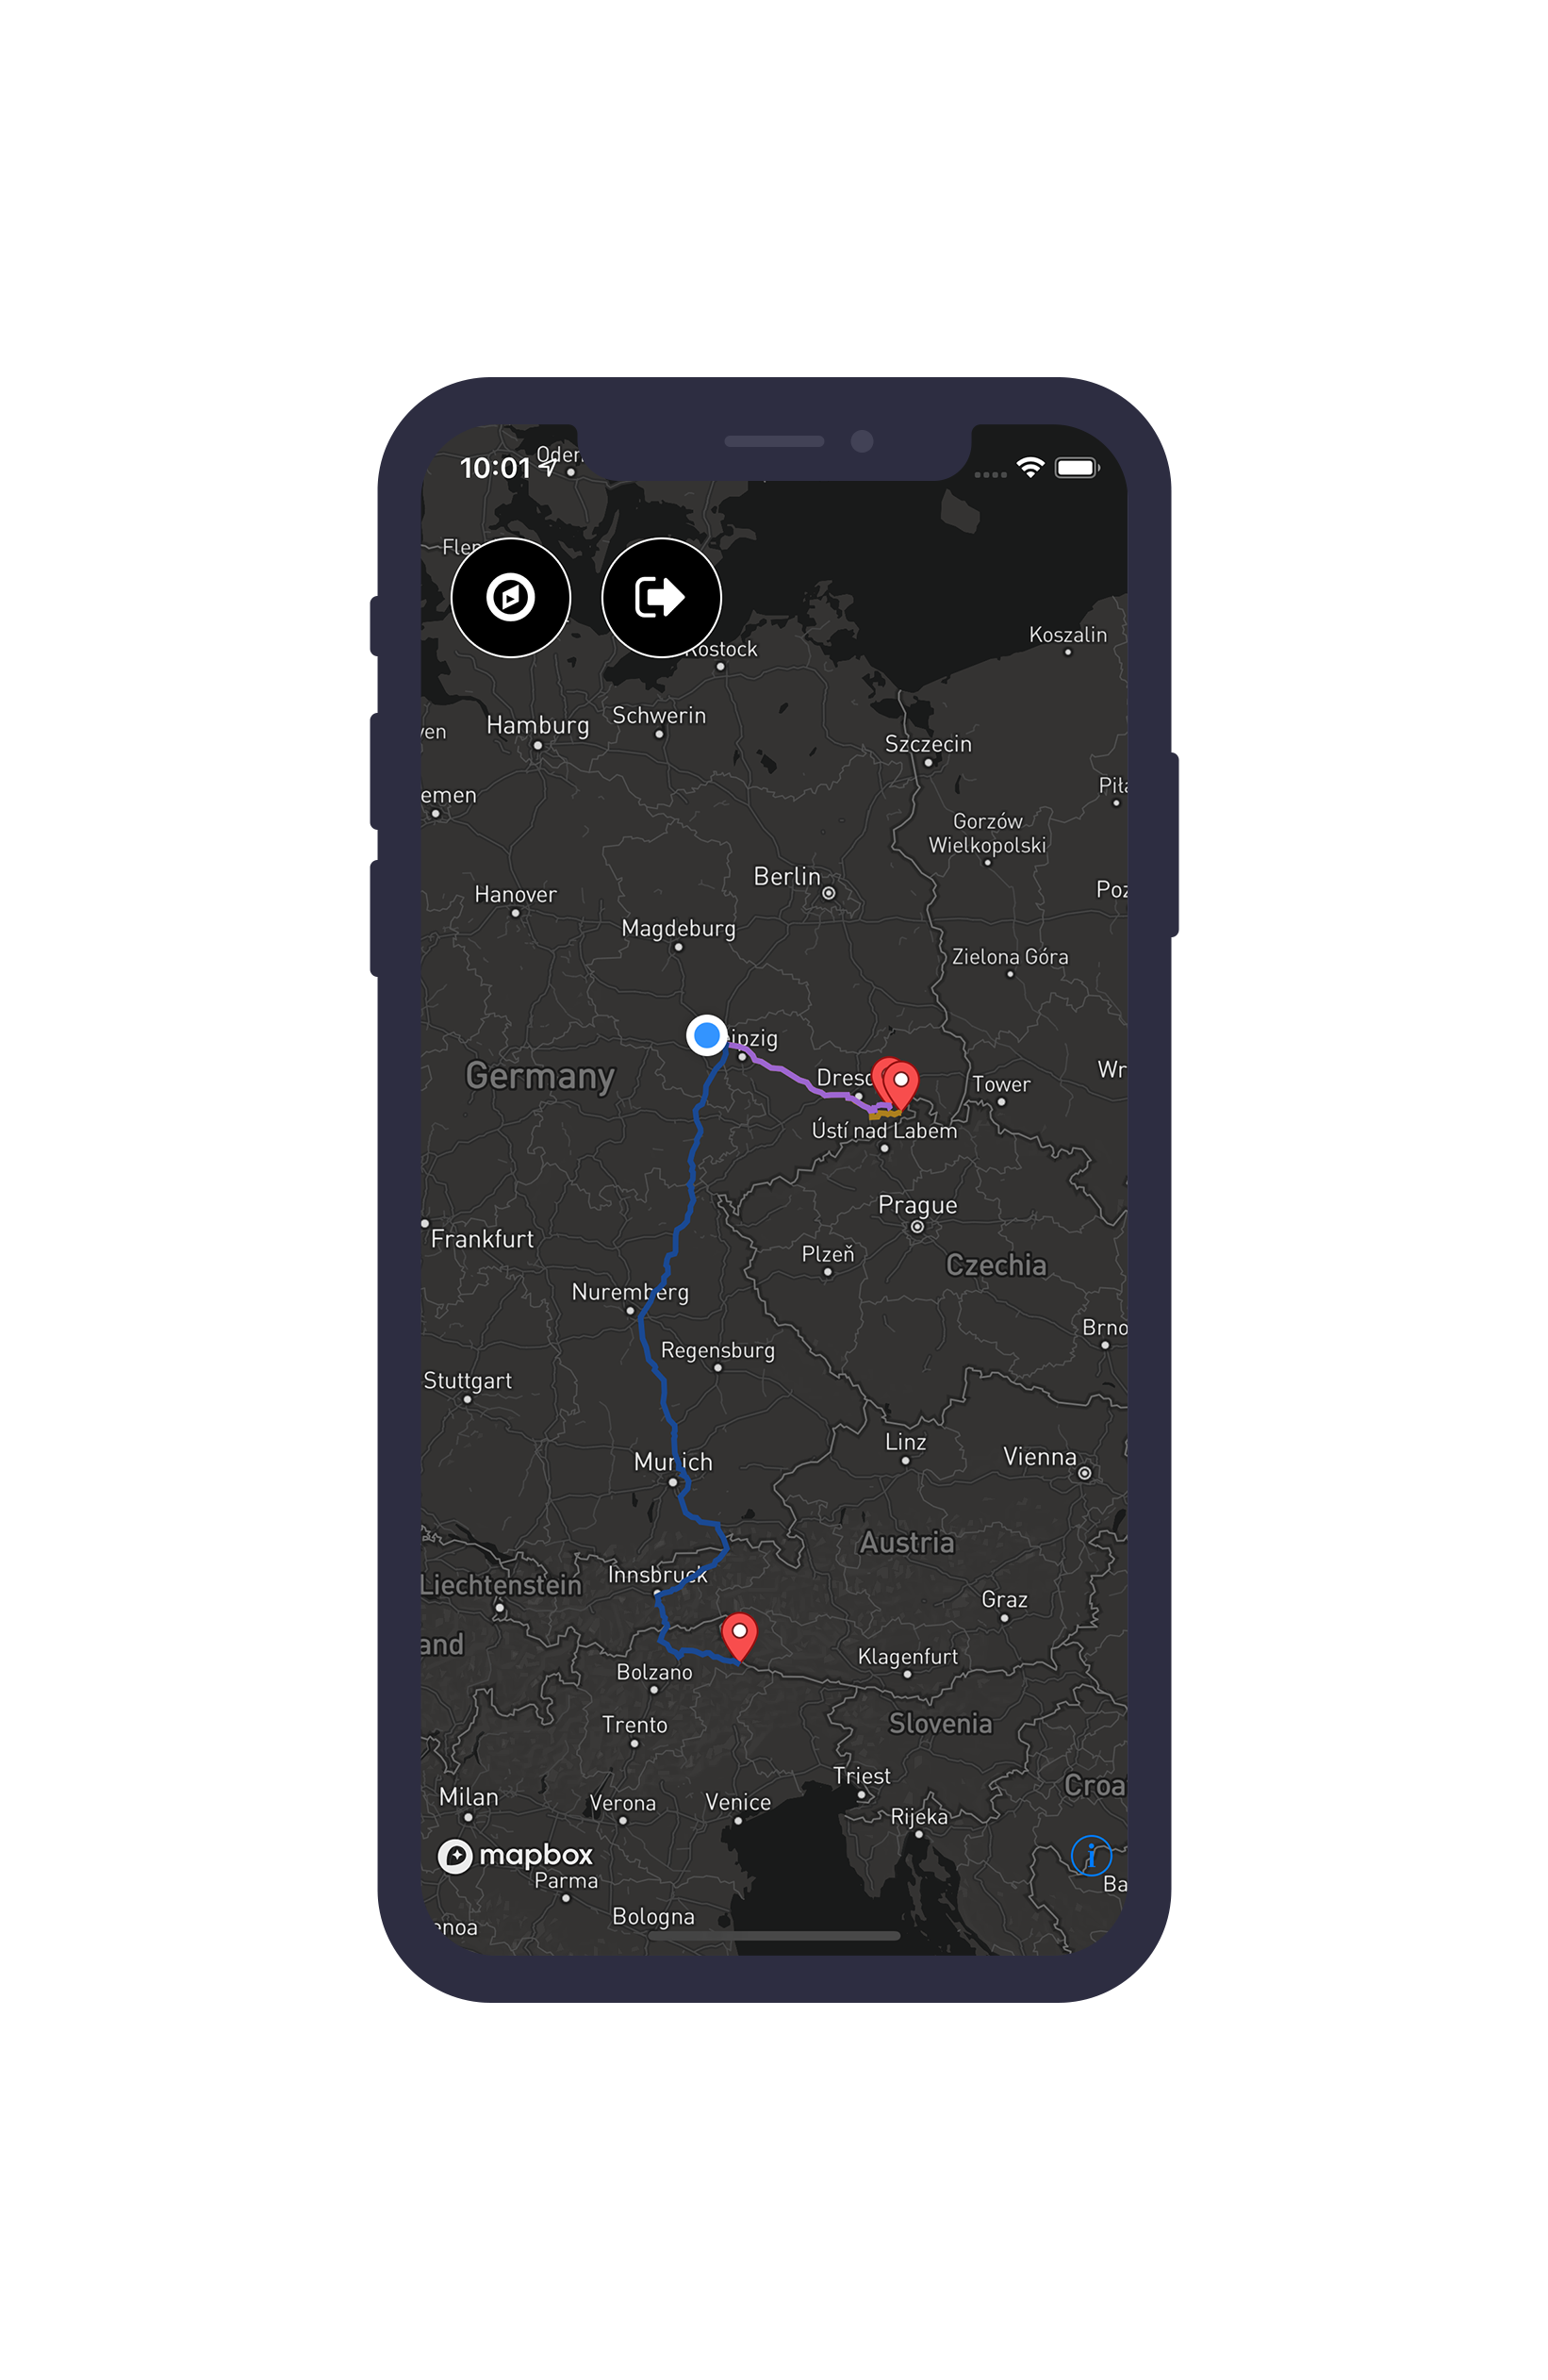 10:01
Oden
Flen
Rostock
Koszalin
Hamburg
Schwerin
ven
Szczecin
emen
Piła
Gorzów
Wielkopolski
Berlin
Poz
Hanover
Magdeburg
Zielona Góra
eipzig
Germany
Dresd
Tower
Wr
Ústí nad Labem
Prague
Frankfurt
Plzeň
Czechia
Nuremberg
Brno
Regensburg
Stuttgart
Linz
Munich
Vienna
Austria
Innsbruck
Liechtenstein
Graz
and
Klagenfurt
Bolzano
Slovenia
Trento
Triest
Croa
Milan
Verona
Venice
Rijeka
mapbox
i
Parma
Ba
Bologna
enoa